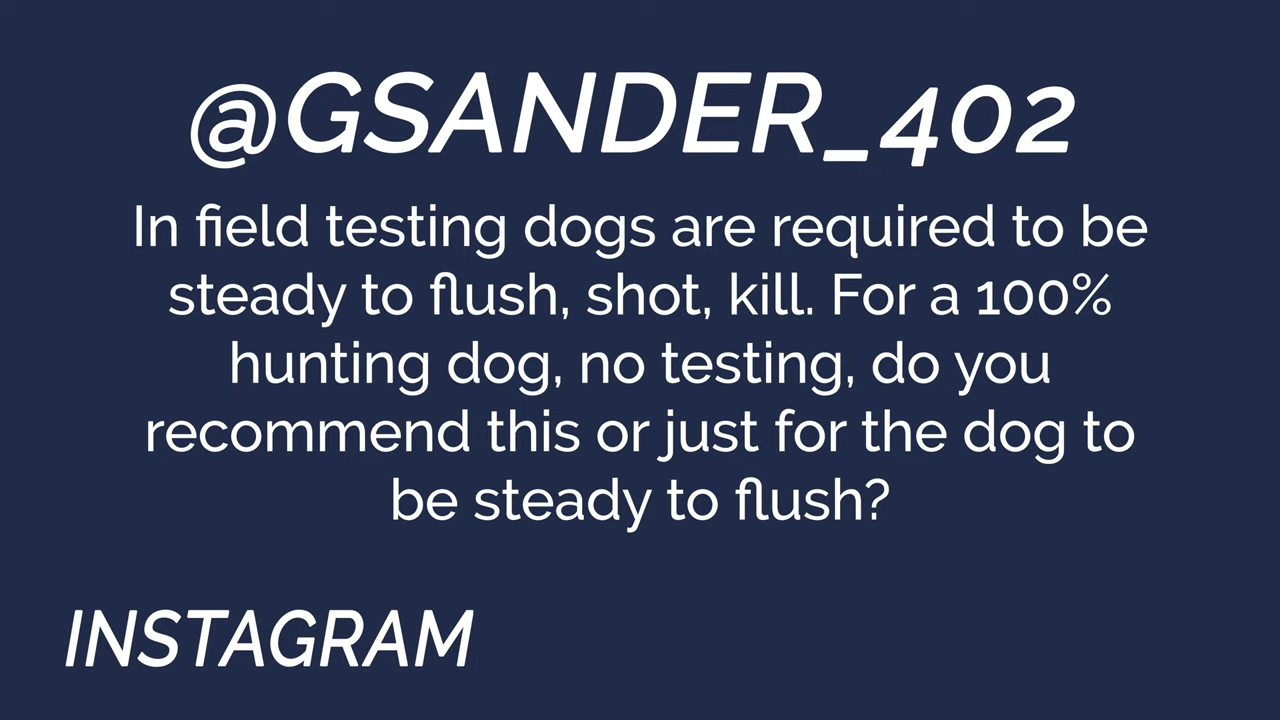 @GSANDER_402
In field testing dogs are required to be
steady to flush, shot, kill. For a 100%
hunting dog, no testing, do you
recommend this or just for the dog to
be steady to flush?
INSTAGRAM